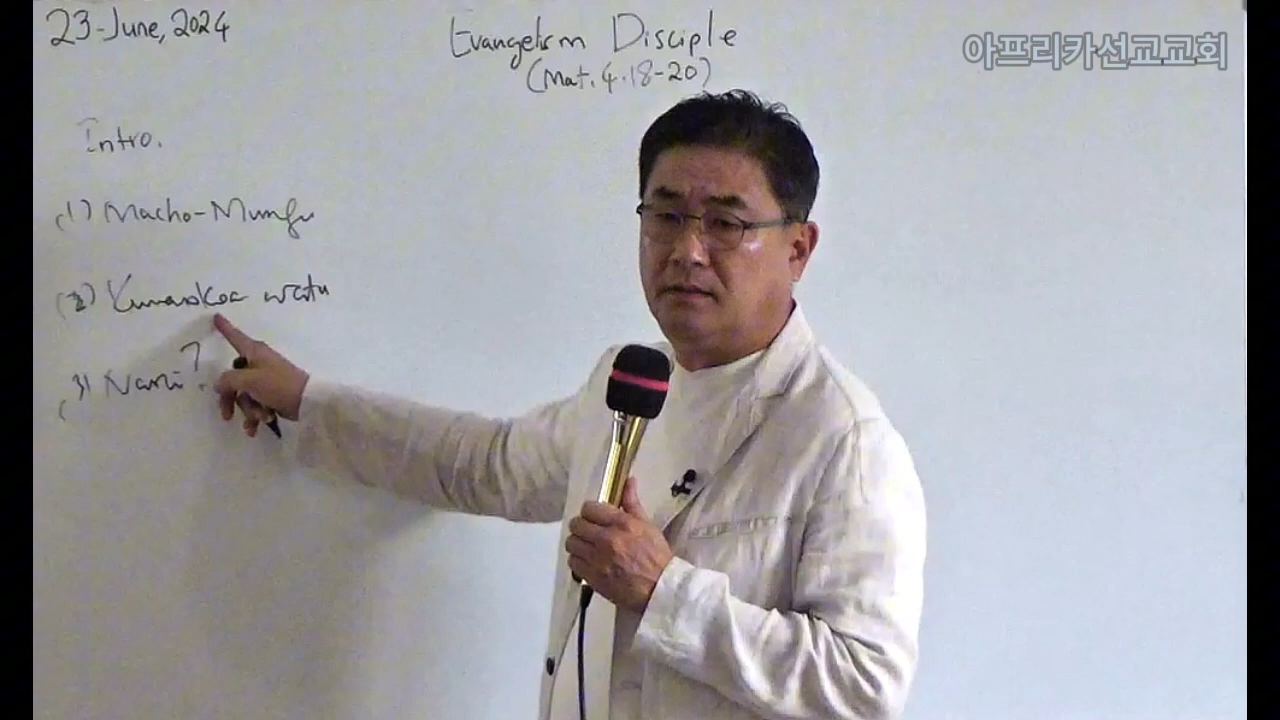 23-June, 2024
Evangelism Disciple
(Mat. 4. 18-20)
아프리카선교교회
Intro.
(1) Macho-Mungu
(2) Kumwokoa watu
(3) Nani?